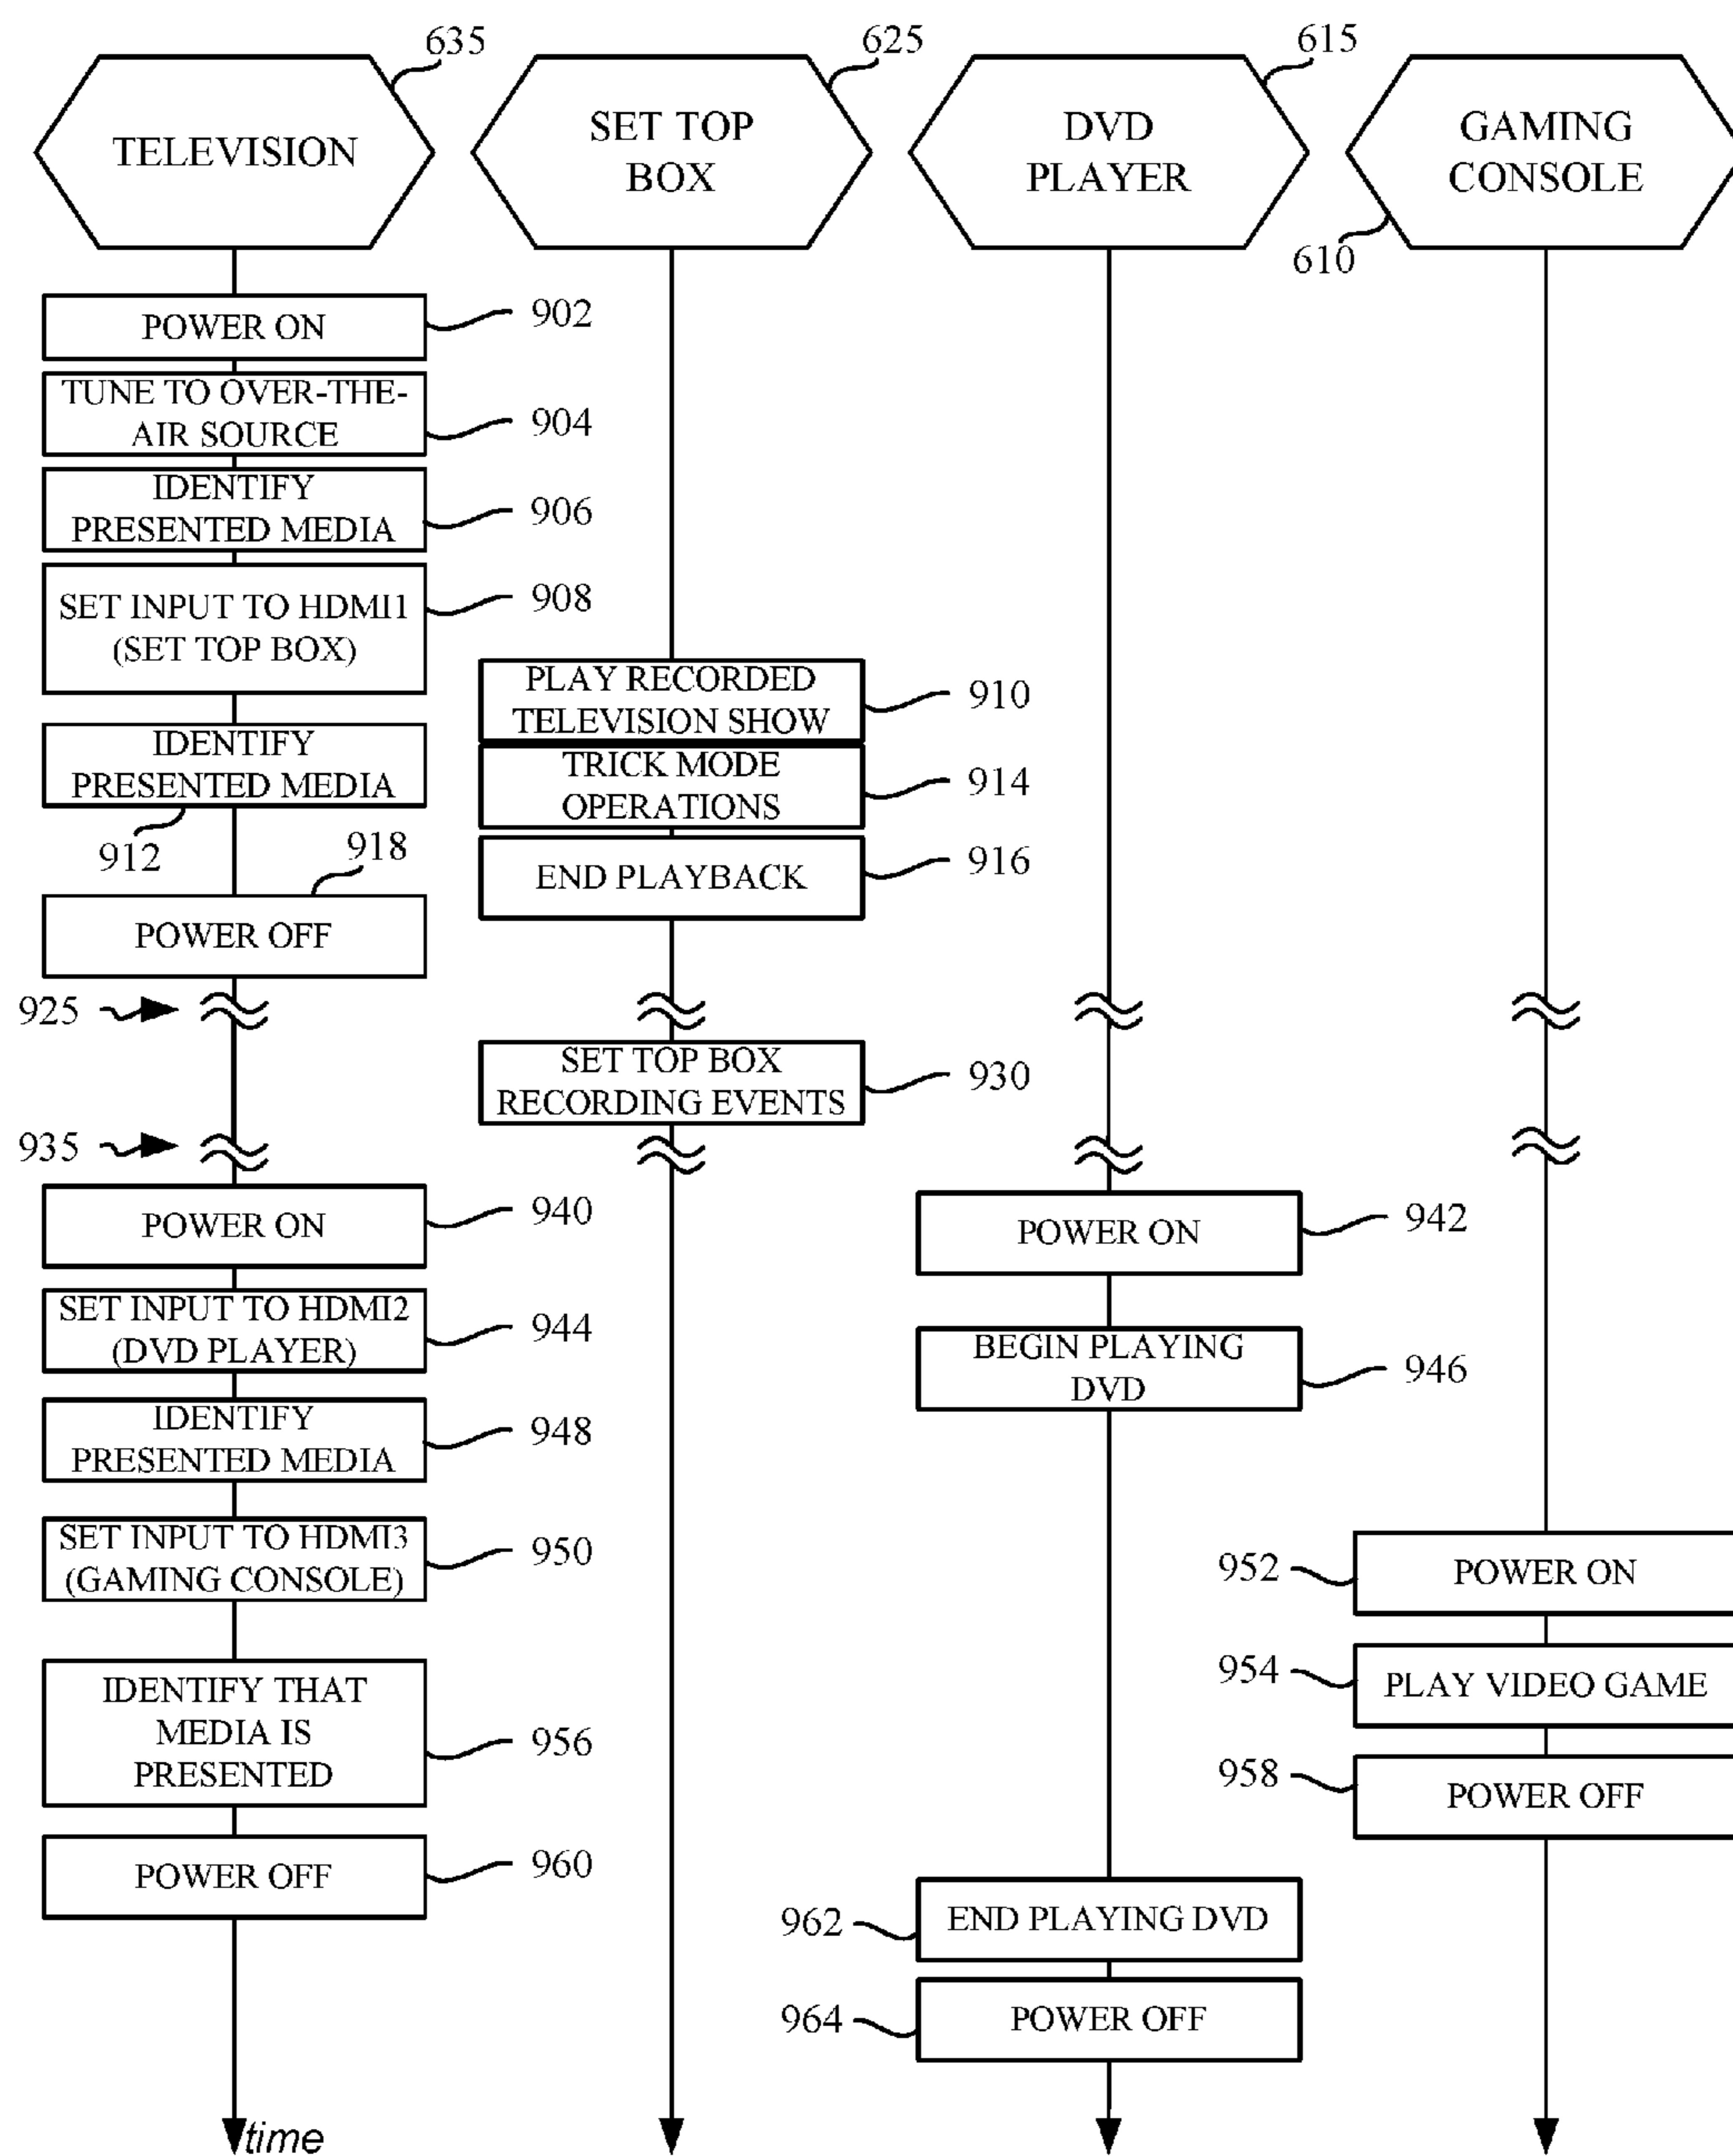 635
625
615
TELEVISION
SET TOP
BOX
DVD
PLAYER
GAMING
CONSOLE
610
POWER ON
902
TUNE TO OVER-THE-
AIR SOURCE
904
IDENTIFY
PRESENTED MEDIA
906
SET INPUT TO HDMI1
(SET TOP BOX)
908
PLAY RECORDED
TELEVISION SHOW
910
IDENTIFY
PRESENTED MEDIA
912
TRICK MODE
OPERATIONS
914
END PLAYBACK
916
918
POWER OFF
925
SET TOP BOX
RECORDING EVENTS
930
935
POWER ON
940
POWER ON
942
SET INPUT TO HDMI2
(DVD PLAYER)
944
BEGIN PLAYING
DVD
946
IDENTIFY
PRESENTED MEDIA
948
SET INPUT TO HDMI3
(GAMING CONSOLE)
950
952
POWER ON
954
PLAY VIDEO GAME
IDENTIFY THAT
MEDIA IS
PRESENTED
956
958
POWER OFF
POWER OFF
960
962
END PLAYING DVD
964
POWER OFF
time